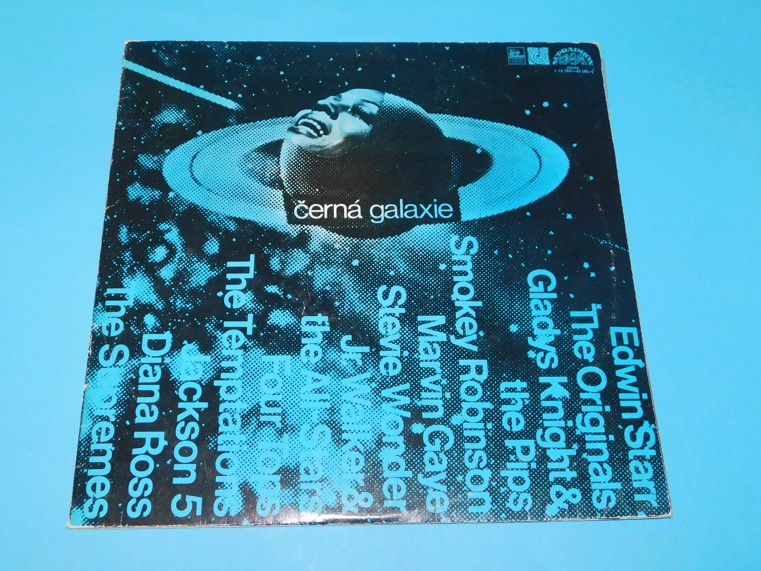 SUPRAPHON
černá galaxie
Edwin Starr
The Originals
Gladys Knight &
the Pips
Smokey Robinson
Marvin Gaye
Stevie Wonder
Jr. Walker &
the All-Stars
Four Tops
The Temptations
Jackson 5
Diana Ross
The Supremes